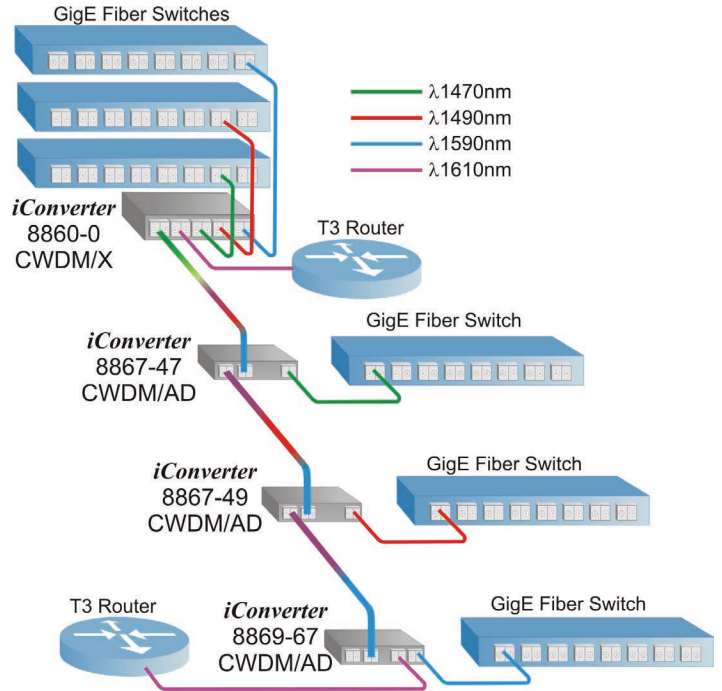 GigE Fiber Switches
λ1470nm
λ1490nm
λ1590nm
λ1610nm
iConverter
8860-0
CWDM/X
T3 Router
iConverter
8867-47
CWDM/AD
GigE Fiber Switch
iConverter
8867-49
CWDM/AD
GigE Fiber Switch
T3 Router
iConverter
8869-67
CWDM/AD
GigE Fiber Switch